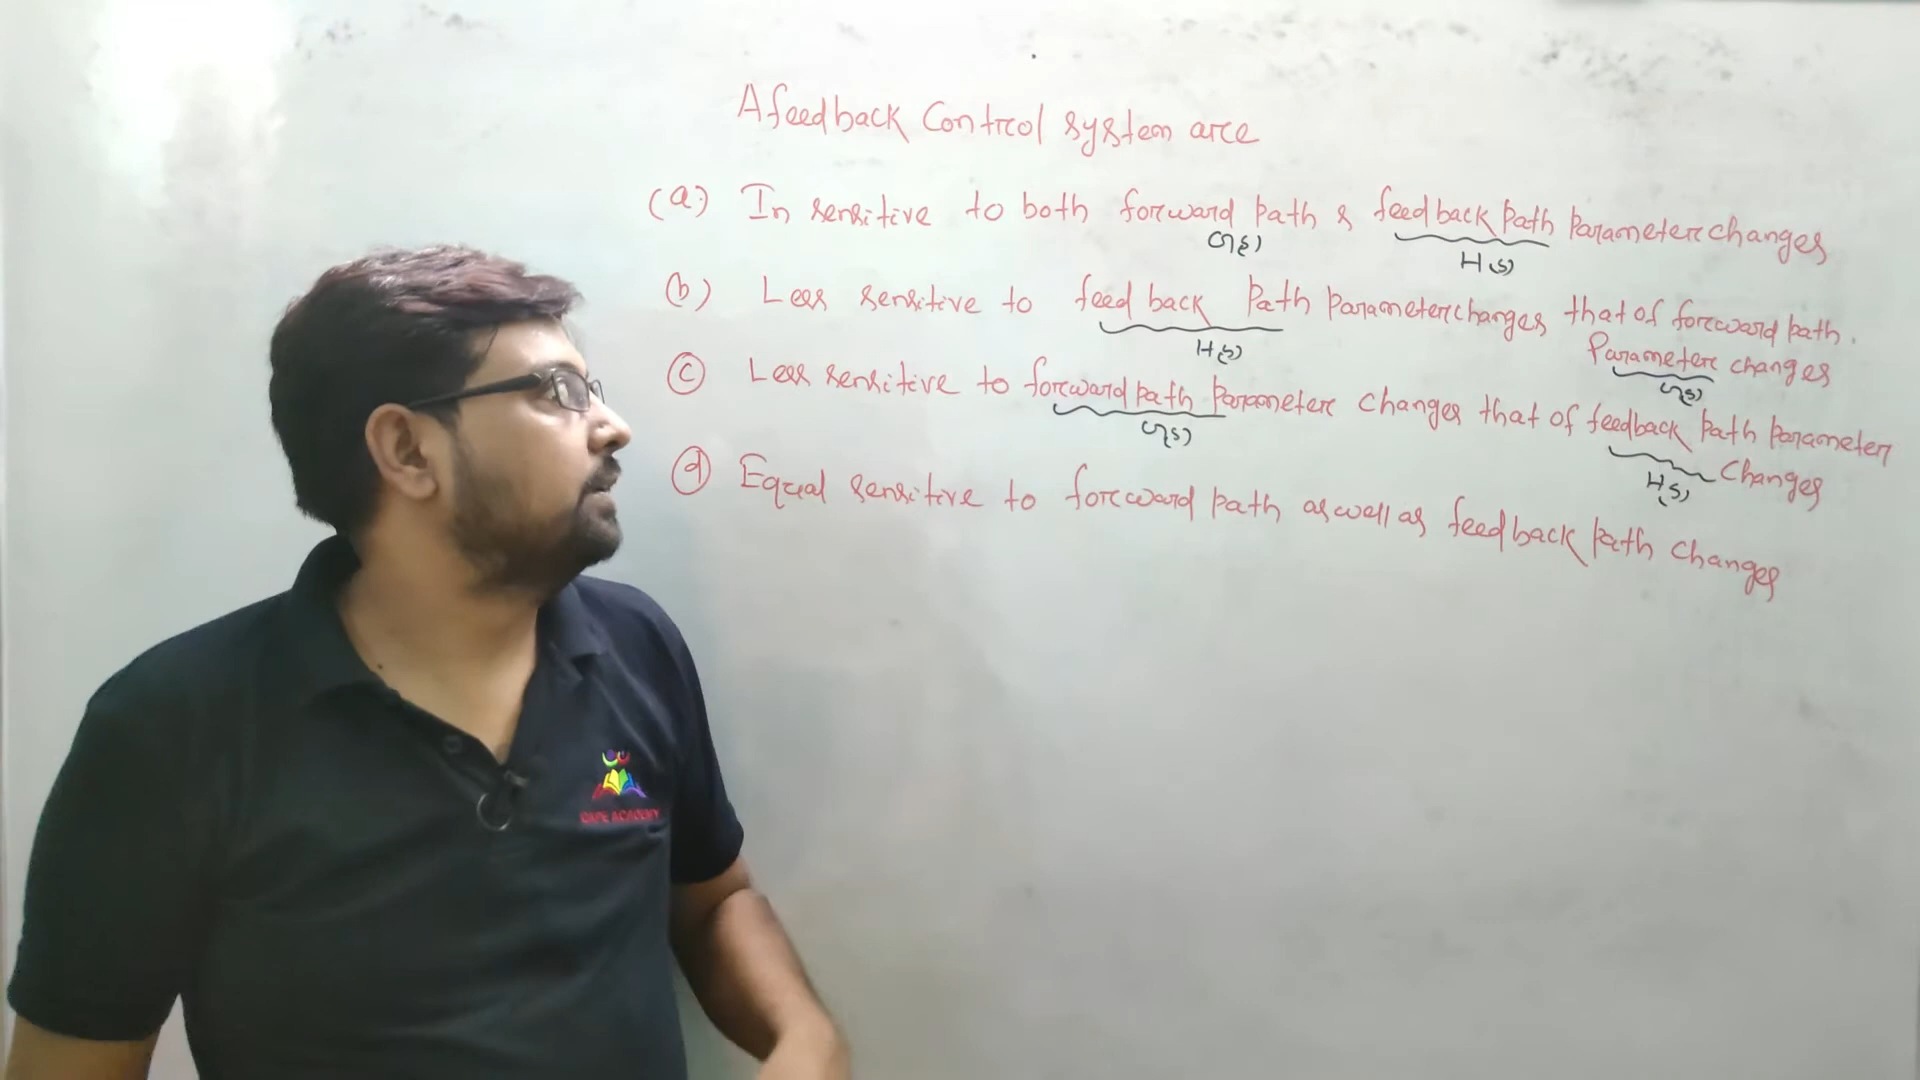 A feedback control system are
(a) In sensitive to both forward path & feedback path parameter changes
G(s) H(s)
(b) Less sensitive to feed back path parameter changes that of forward path.
parameter changes
H(s) G(s)
(c) Less sensitive to forward path parameter changes that of feedback path parameter
changes
G(s) H(s)
(d) Equal sensitive to forward path as well as feedback path changes
GAPE ACADEMY